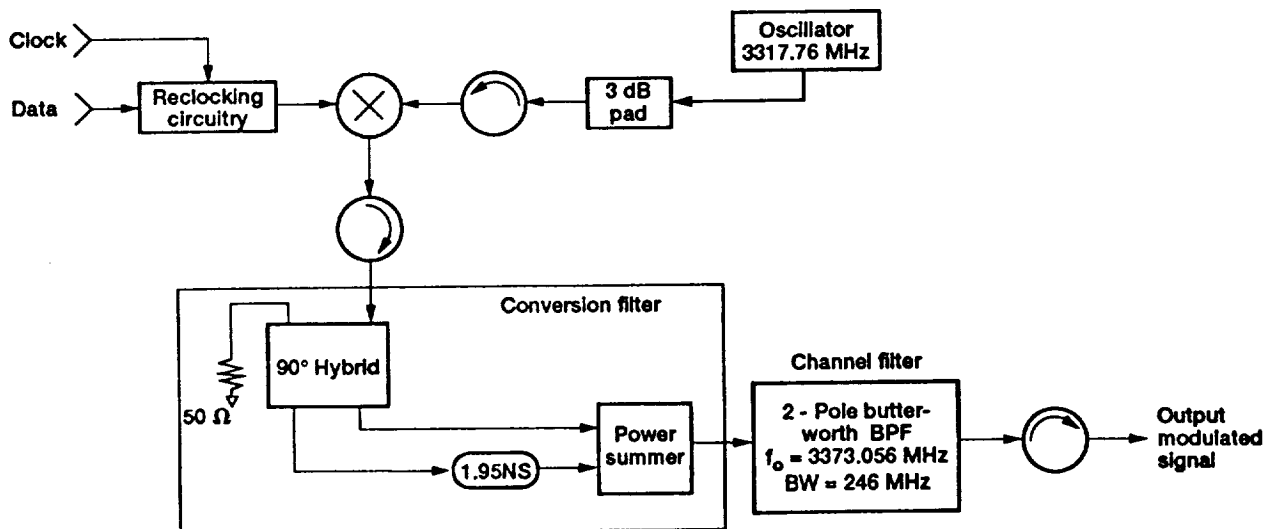 Clock
Oscillator
3317.76 MHz
Data
Reclocking
circuitry
3 dB
pad
Conversion filter
90° Hybrid
50 Ω
1.95NS
Power
summer
Channel filter
2 - Pole butter-
worth BPF
fo = 3373.056 MHz
BW = 246 MHz
Output
modulated
signal